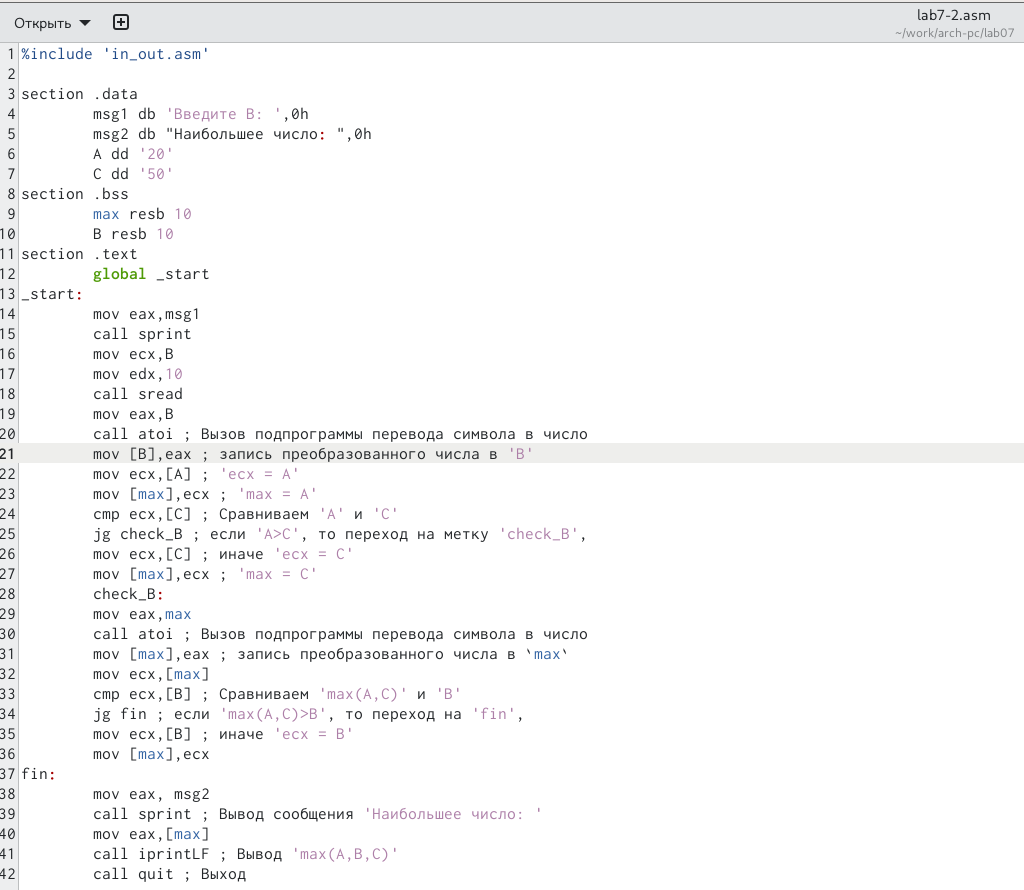 Открыть
lab7-2.asm
~/work/arch-pc/lab07
1 %include 'in_out.asm'
2
3 section .data
4 msg1 db 'Введите B: ',0h
5 msg2 db "Наибольшее число: ",0h
6 A dd '20'
7 C dd '50'
8 section .bss
9 max resb 10
10 B resb 10
11 section .text
12 global _start
13 _start:
14 mov eax,msg1
15 call sprint
16 mov ecx,B
17 mov edx,10
18 call sread
19 mov eax,B
20 call atoi ; Вызов подпрограммы перевода символа в число
21 mov [B],eax ; запись преобразованного числа в 'B'
22 mov ecx,[A] ; 'ecx = A'
23 mov [max],ecx ; 'max = A'
24 cmp ecx,[C] ; Сравниваем 'A' и 'С'
25 jg check_B ; если 'A>C', то переход на метку 'check_B',
26 mov ecx,[C] ; иначе 'ecx = C'
27 mov [max],ecx ; 'max = C'
28 check_B:
29 mov eax,max
30 call atoi ; Вызов подпрограммы перевода символа в число
31 mov [max],eax ; запись преобразованного числа в `max`
32 mov ecx,[max]
33 cmp ecx,[B] ; Сравниваем 'max(A,C)' и 'B'
34 jg fin ; если 'max(A,C)>B', то переход на 'fin',
35 mov ecx,[B] ; иначе 'ecx = B'
36 mov [max],ecx
37 fin:
38 mov eax, msg2
39 call sprint ; Вывод сообщения 'Наибольшее число: '
40 mov eax,[max]
41 call iprintLF ; Вывод 'max(A,B,C)'
42 call quit ; Выход